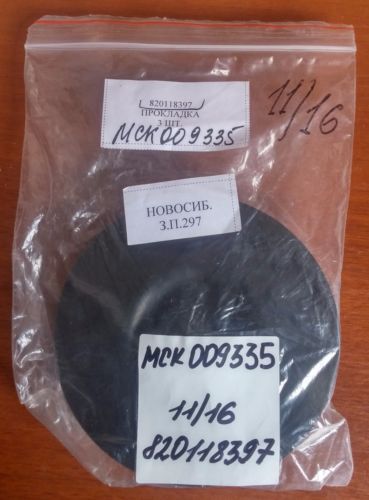 820118397
ПРОКЛАДКА
3 ШТ.
МСК009335
11/16
НОВОСИБ.
З.П.297
МСК009335
11/16
820118397